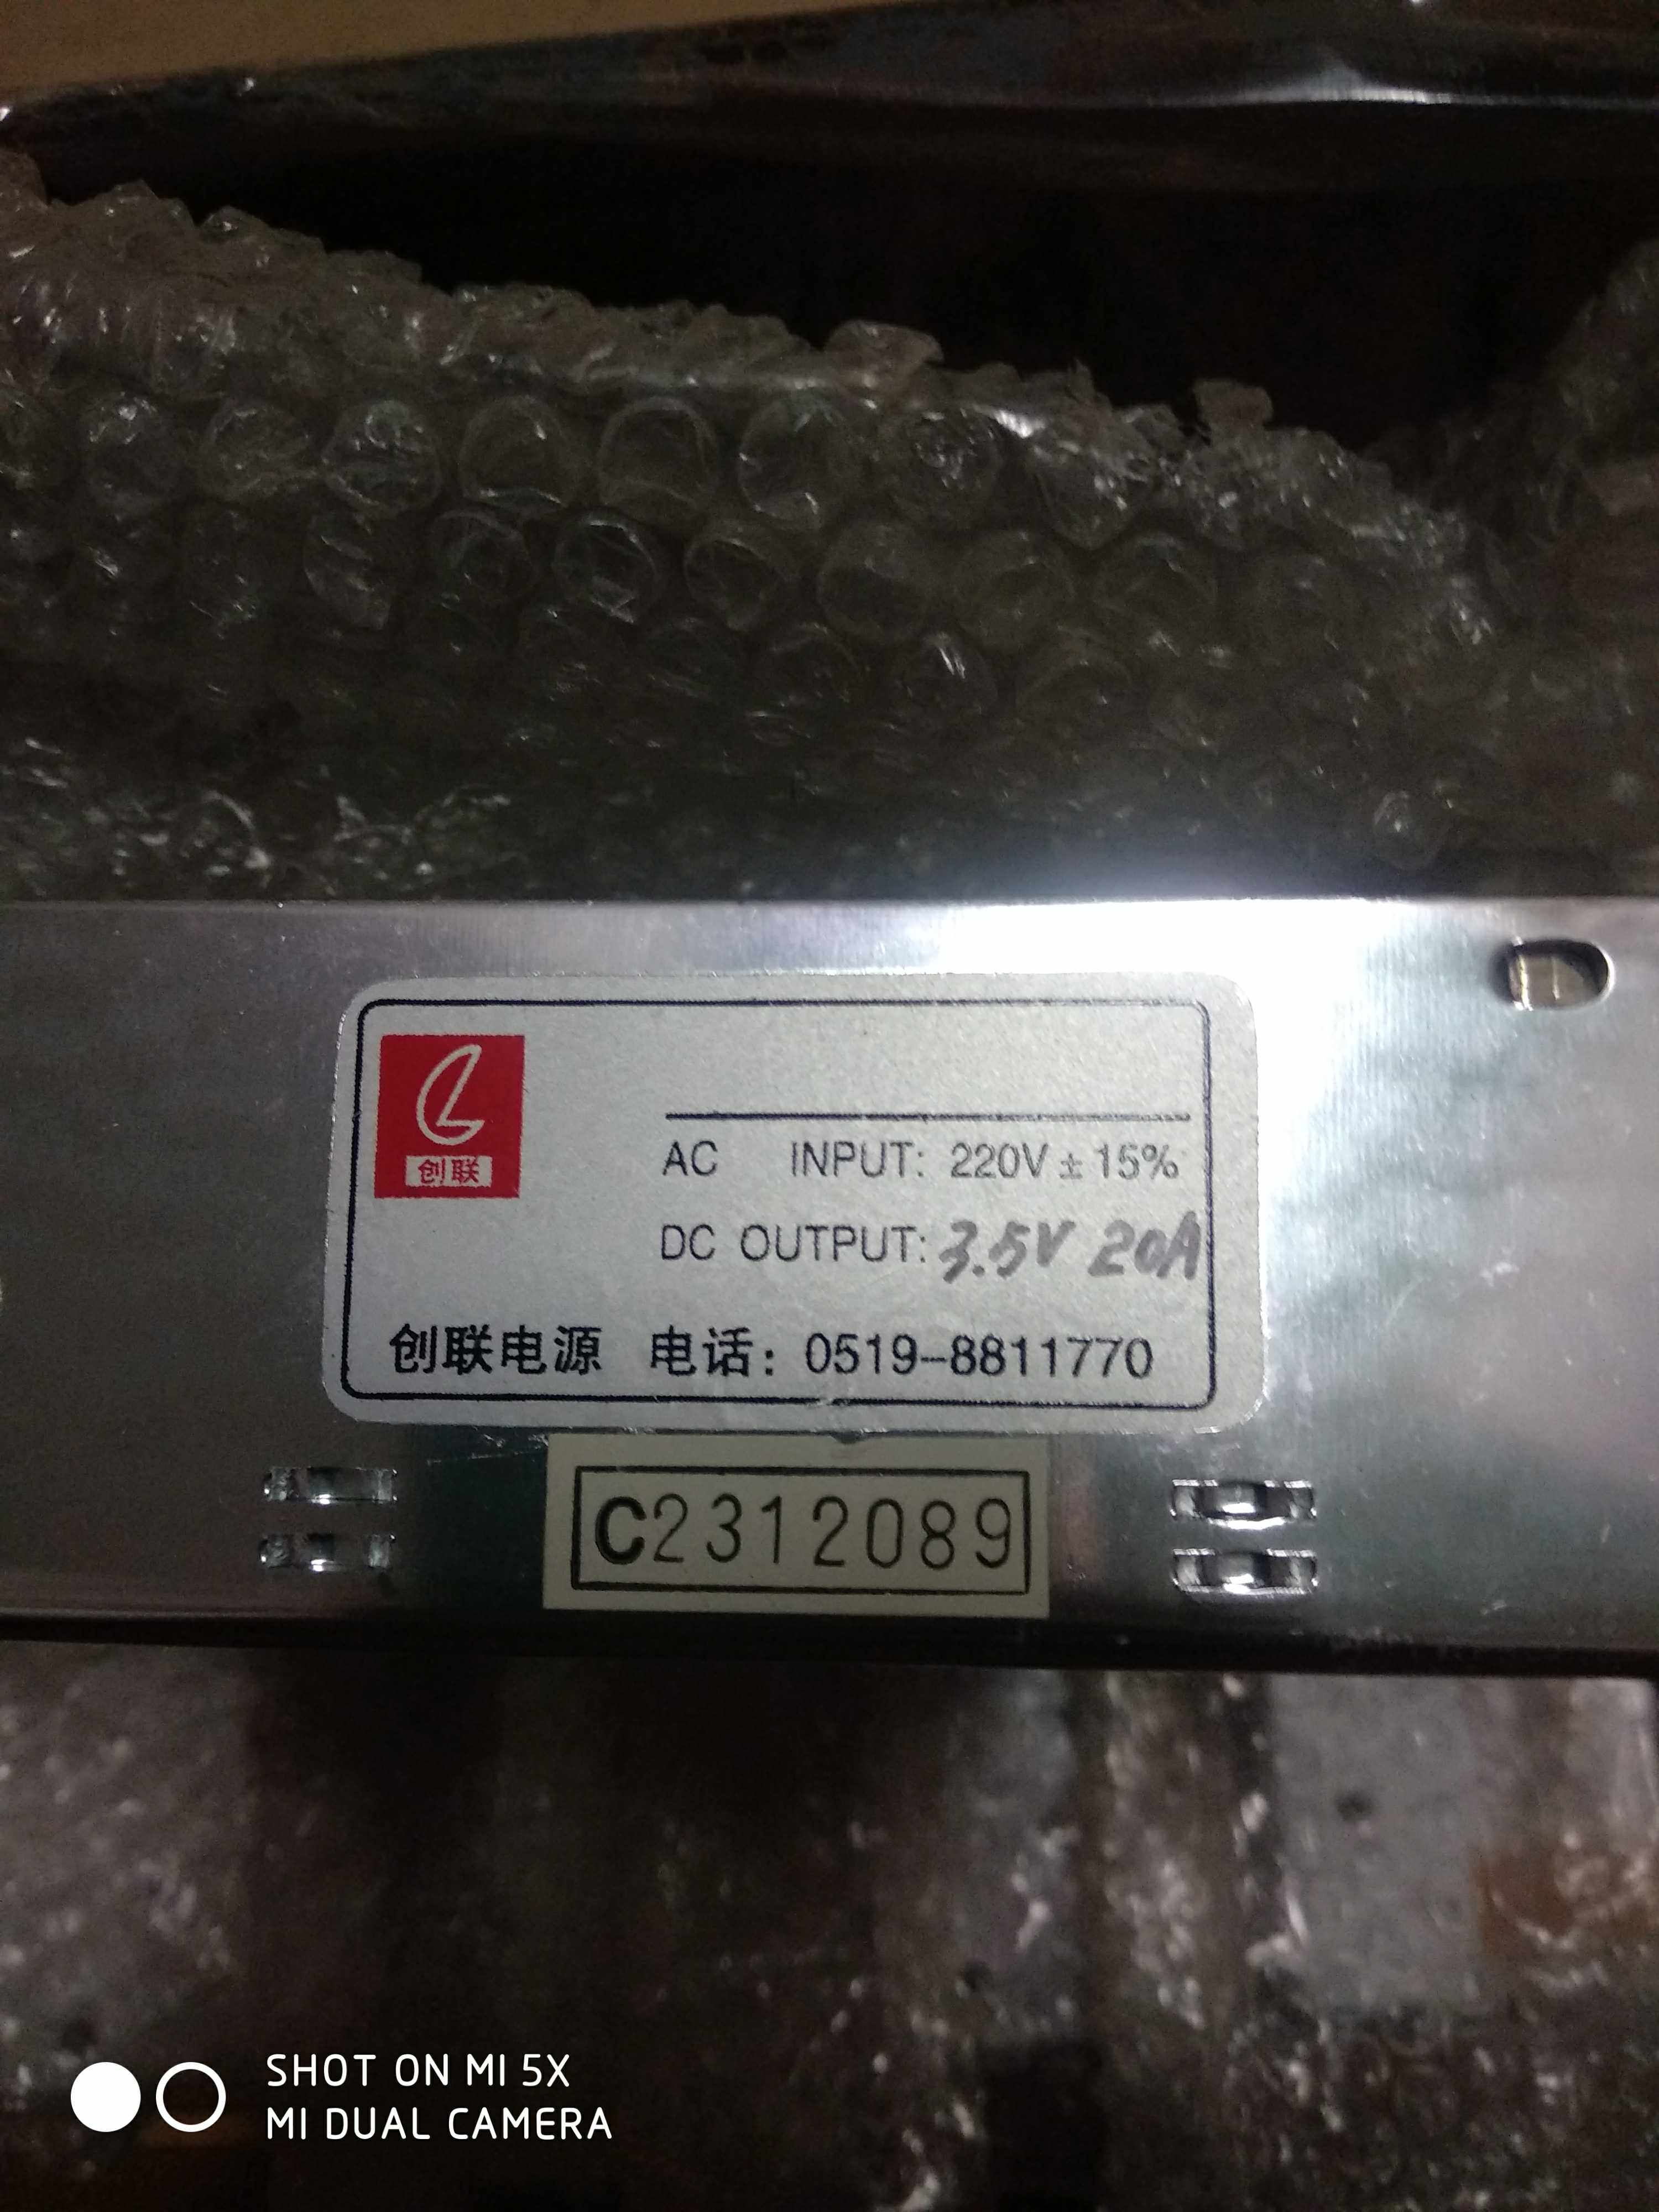 创联
AC INPUT: 220V ± 15%
DC OUTPUT: 3.5V 20A
创联电源 电话: 0519-8811770
C2312089
SHOT ON MI 5X
MI DUAL CAMERA